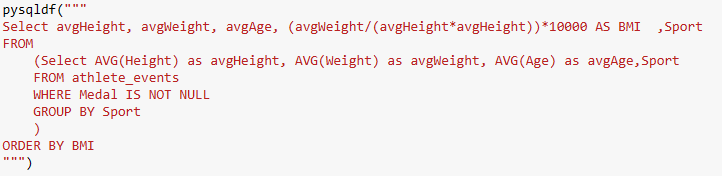 pysqldf("""
Select avgHeight, avgWeight, avgAge, (avgWeight/(avgHeight*avgHeight))*10000 AS BMI  ,Sport
FROM
    (Select AVG(Height) as avgHeight, AVG(Weight) as avgWeight, AVG(Age) as avgAge,Sport
    FROM athlete_events
    WHERE Medal IS NOT NULL
    GROUP BY Sport
    )
ORDER BY BMI
""")